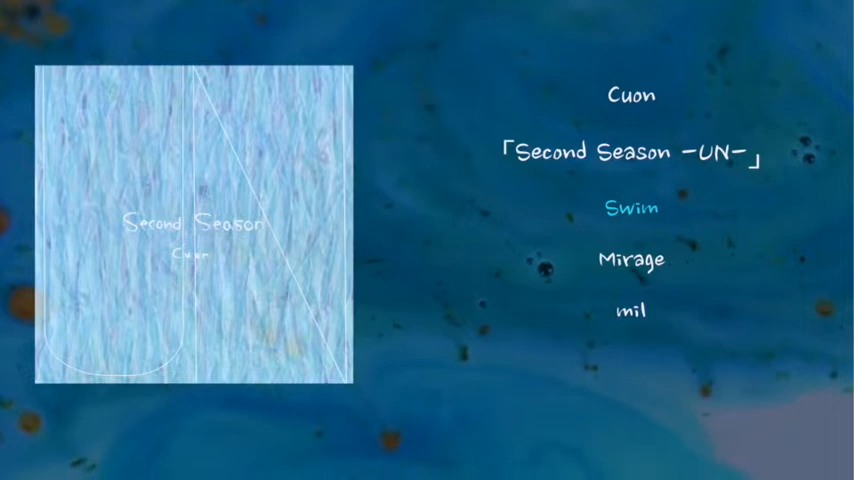 Second Season
Cuon
Cuon
「Second Season -UN-」
Swim
Mirage
mil